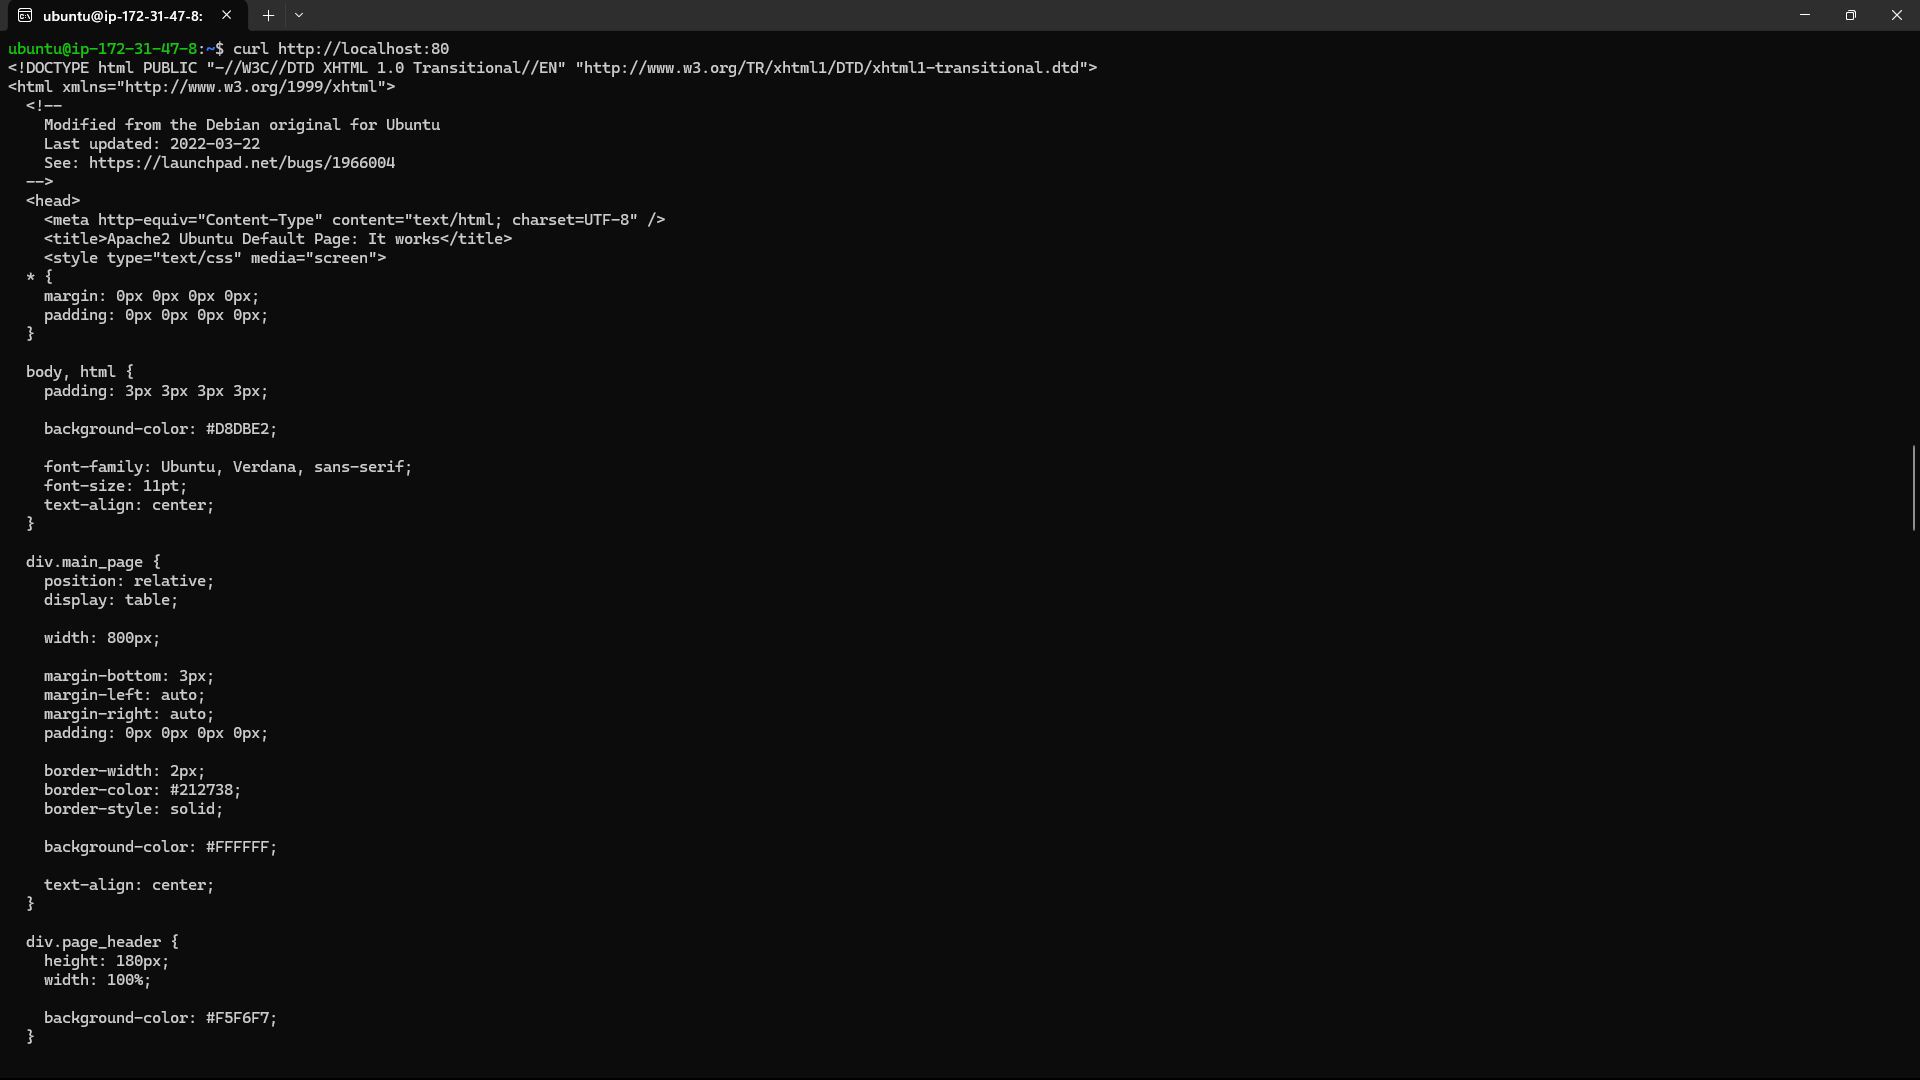 ubuntu@ip-172-31-47-8:
ubuntu@ip-172-31-47-8:~$ curl http://localhost:80
<!DOCTYPE html PUBLIC "-//W3C//DTD XHTML 1.0 Transitional//EN" "http://www.w3.org/TR/xhtml1/DTD/xhtml1-transitional.dtd">
<html xmlns="http://www.w3.org/1999/xhtml">
  <!--
    Modified from the Debian original for Ubuntu
    Last updated: 2022-03-22
    See: https://launchpad.net/bugs/1966004
  -->
  <head>
    <meta http-equiv="Content-Type" content="text/html; charset=UTF-8" />
    <title>Apache2 Ubuntu Default Page: It works</title>
    <style type="text/css" media="screen">
  * {
    margin: 0px 0px 0px 0px;
    padding: 0px 0px 0px 0px;
  }

  body, html {
    padding: 3px 3px 3px 3px;

    background-color: #D8DBE2;

    font-family: Ubuntu, Verdana, sans-serif;
    font-size: 11pt;
    text-align: center;
  }

  div.main_page {
    position: relative;
    display: table;

    width: 800px;

    margin-bottom: 3px;
    margin-left: auto;
    margin-right: auto;
    padding: 0px 0px 0px 0px;

    border-width: 2px;
    border-color: #212738;
    border-style: solid;

    background-color: #FFFFFF;

    text-align: center;
  }

  div.page_header {
    height: 180px;
    width: 100%;

    background-color: #F5F6F7;
  }